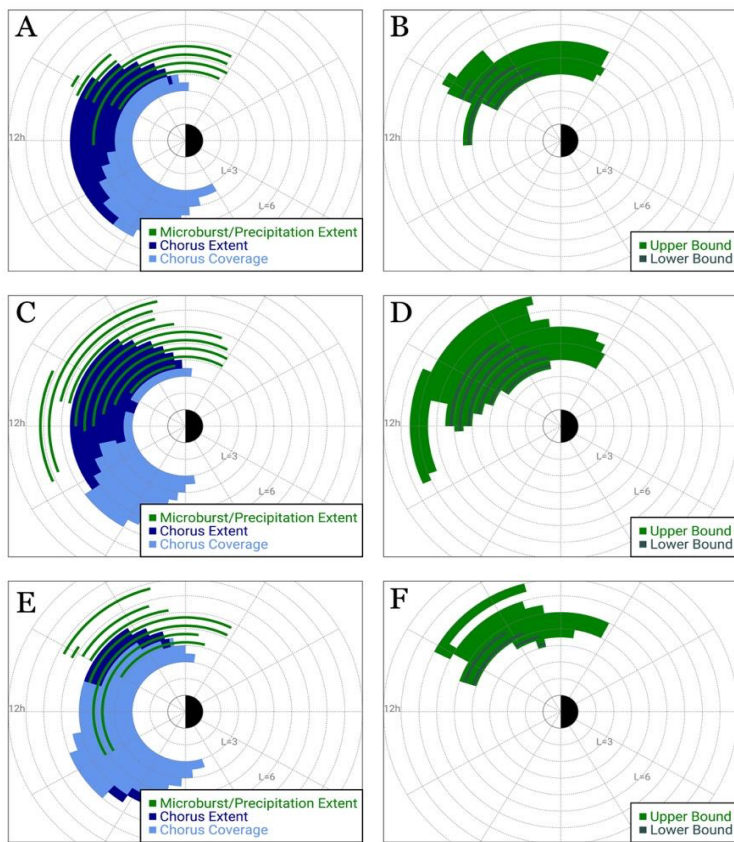 A
12h
L=3
L=6
Microburst/Precipitation Extent
Chorus Extent
Chorus Coverage
B
L=3
L=6
Upper Bound
Lower Bound
C
12h
L=3
L=6
Microburst/Precipitation Extent
Chorus Extent
Chorus Coverage
D
12h
L=3
L=6
Upper Bound
Lower Bound
E
12h
L=3
L=6
Microburst/Precipitation Extent
Chorus Extent
Chorus Coverage
F
12h
L=3
L=6
Upper Bound
Lower Bound